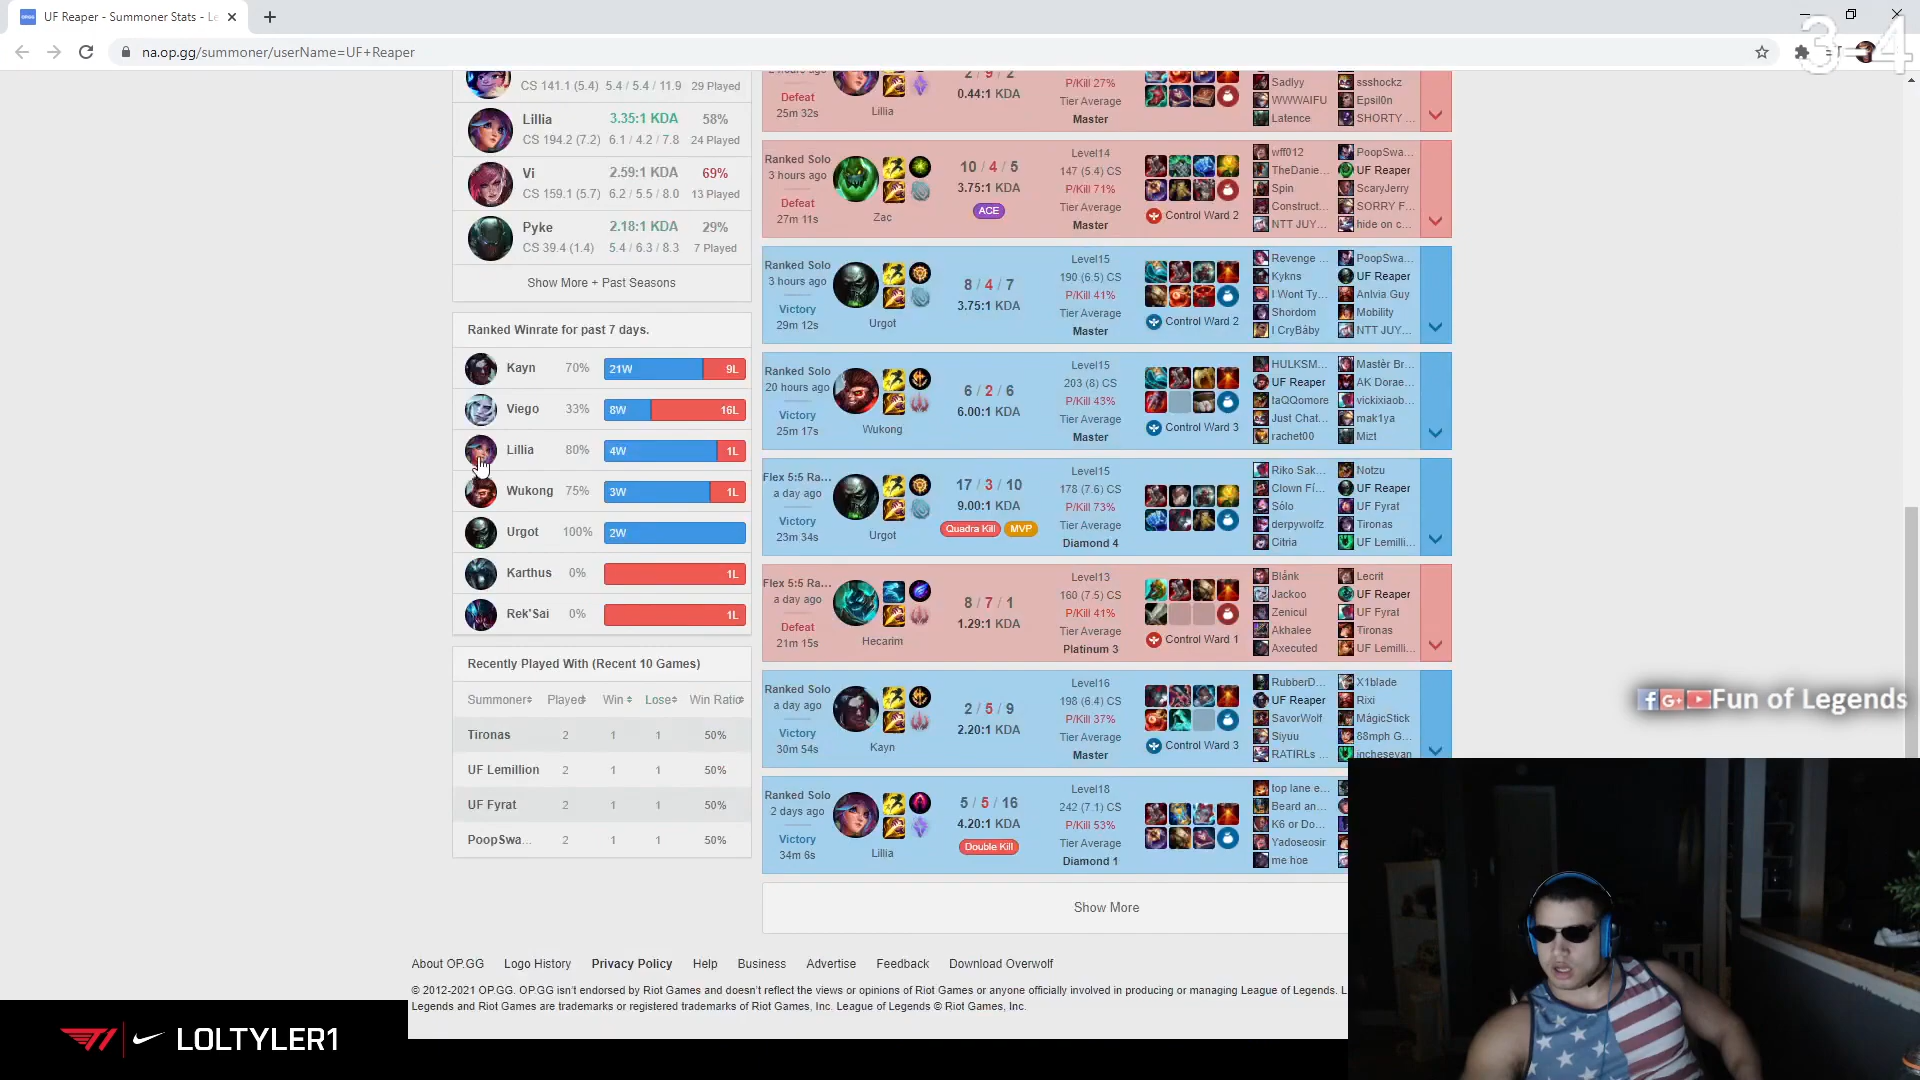 UF Reaper - Summoner Stats - Le
3-4
na.op.gg/summoner/userName=UF+Reaper
CS 141.1 (5.4) 5.4 / 5.4 / 11.9 29 Played
Lillia 3.35:1 KDA 58%
CS 194.2 (7.2) 6.1 / 4.2 / 7.8 24 Played
Vi 2.59:1 KDA 69%
CS 159.1 (5.7) 6.2 / 5.5 / 8.0 13 Played
Pyke 2.18:1 KDA 29%
CS 39.4 (1.4) 5.4 / 6.3 / 8.3 7 Played
Show More + Past Seasons
Ranked Winrate for past 7 days.
Kayn 70% 21W 9L
Viego 33% 8W 16L
Lillia 80% 4W 1L
Wukong 75% 3W 1L
Urgot 100% 2W
Karthus 0% 1L
Rek'Sai 0% 1L
Recently Played With (Recent 10 Games)
Summoner Played Win Lose Win Ratio
Tironas 2 1 1 50%
UF Lemillion 2 1 1 50%
UF Fyrat 2 1 1 50%
PoopSwa... 2 1 1 50%
2 hours ago
Defeat
25m 32s
Lillia
2 / 9 / 2
0.44:1 KDA
P/Kill 27%
Tier Average
Master
Sadlyy ssshockz
WWWAIFU Epsil0n
Latence SHORTY ...
Ranked Solo
3 hours ago
Defeat
27m 11s
Zac
10 / 4 / 5
3.75:1 KDA
ACE
Level14
147 (5.4) CS
P/Kill 71%
Tier Average
Master
Control Ward 2
wff012 PoopSwa...
TheDanie... UF Reaper
Spin ScaryJerry
Construct... SORRY F...
NTT JUY... hide on c...
Ranked Solo
3 hours ago
Victory
29m 12s
Urgot
8 / 4 / 7
3.75:1 KDA
Level15
190 (6.5) CS
P/Kill 41%
Tier Average
Master
Control Ward 2
Revenge ... PoopSwa...
Kykns UF Reaper
I Wont Ty... Anlvia Guy
Shordom Mobility
I CryBàby NTT JUY...
Ranked Solo
20 hours ago
Victory
25m 17s
Wukong
6 / 2 / 6
6.00:1 KDA
Level15
203 (8) CS
P/Kill 43%
Tier Average
Master
Control Ward 3
HULKSM... Mastèr Br...
UF Reaper AK Dorae...
taQQomore vickixiaob...
Just Chat... mak1ya
rachet00 Mizt
Flex 5:5 Ra...
a day ago
Victory
23m 34s
Urgot
17 / 3 / 10
9.00:1 KDA
Quadra Kill MVP
Level15
178 (7.6) CS
P/Kill 73%
Tier Average
Diamond 4
Riko Sak... Notzu
Clown Fí... UF Reaper
Sólo UF Fyrat
derpywolfz Tironas
Citria UF Lemilli...
Flex 5:5 Ra...
a day ago
Defeat
21m 15s
Hecarim
8 / 7 / 1
1.29:1 KDA
Level13
160 (7.5) CS
P/Kill 41%
Tier Average
Platinum 3
Control Ward 1
Blånk Lecrit
Jackoo UF Reaper
Zenicul UF Fyrat
Akhalee Tironas
Axecuted UF Lemilli...
Ranked Solo
a day ago
Victory
30m 54s
Kayn
2 / 5 / 9
2.20:1 KDA
Level16
198 (6.4) CS
P/Kill 37%
Tier Average
Master
Control Ward 3
RubberD... X1blade
UF Reaper Rixi
SavorWolf MágicStick
Siyuu 88mph G...
RATIRLs ... inchesevan
Ranked Solo
2 days ago
Victory
34m 6s
Lillia
5 / 5 / 16
4.20:1 KDA
Double Kill
Level18
242 (7.1) CS
P/Kill 53%
Tier Average
Diamond 1
top lane e...
Beard an...
K6 or Do...
Yadoseosir
me hoe
Show More
Fun of Legends
About OP.GG Logo History Privacy Policy Help Business Advertise Feedback Download Overwolf
© 2012-2021 OP.GG. OP.GG isn't endorsed by Riot Games and doesn't reflect the views or opinions of Riot Games or anyone officially involved in producing or managing League of Legends. L
Legends and Riot Games are trademarks or registered trademarks of Riot Games, Inc. League of Legends © Riot Games, Inc.
T1 LOLTYLER1